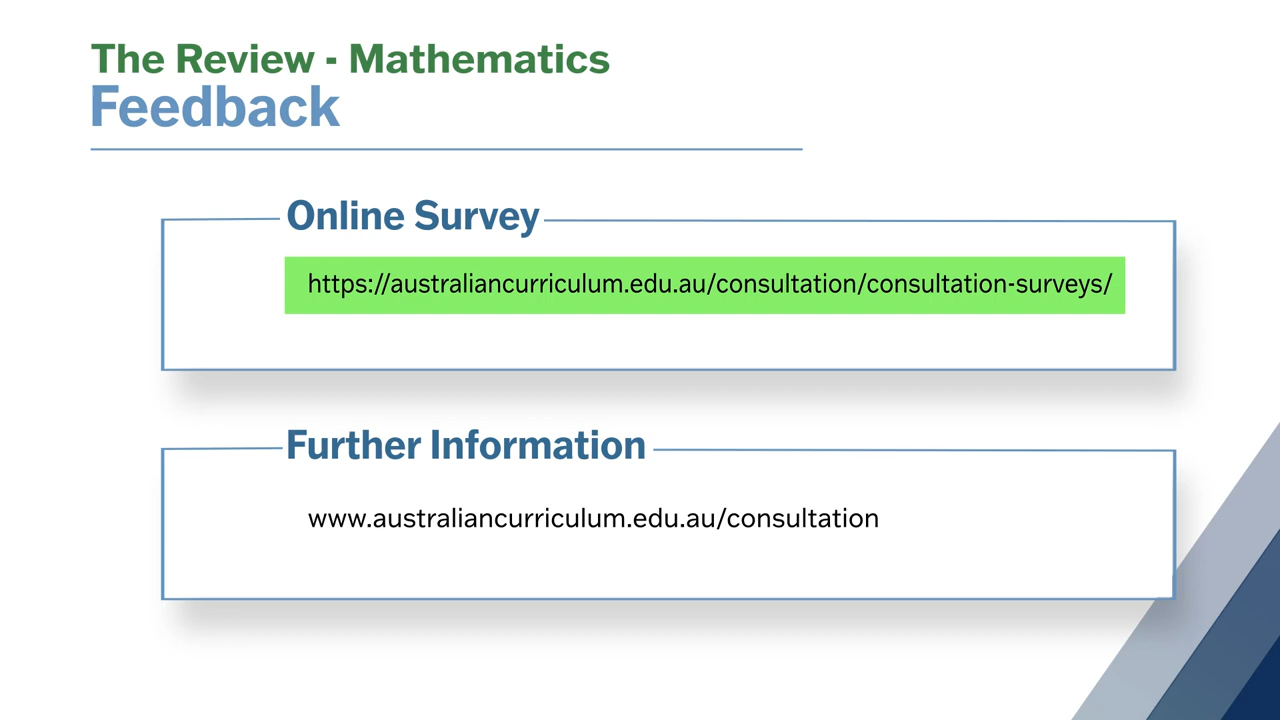 The Review - Mathematics
Feedback
Online Survey
https://australiancurriculum.edu.au/consultation/consultation-surveys/
Further Information
www.australiancurriculum.edu.au/consultation